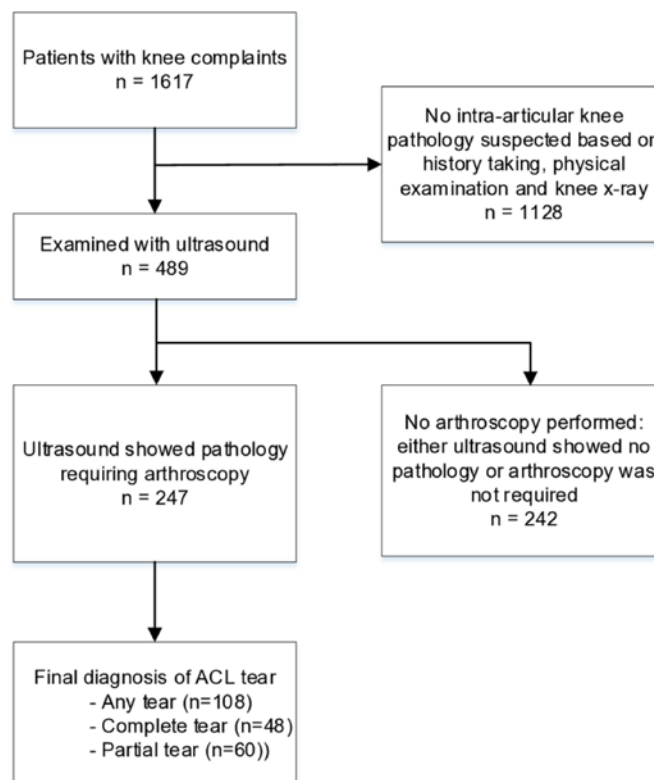 Patients with knee complaints
n = 1617
No intra-articular knee
pathology suspected based or
history taking, physical
examination and knee x-ray
n = 1128
Examined with ultrasound
n = 489
Ultrasound showed pathology
requiring arthroscopy
n = 247
No arthroscopy performed:
either ultrasound showed no
pathology or arthroscopy was
not required
n = 242
Final diagnosis of ACL tear
- Any tear (n=108)
- Complete tear (n=48)
- Partial tear (n=60))